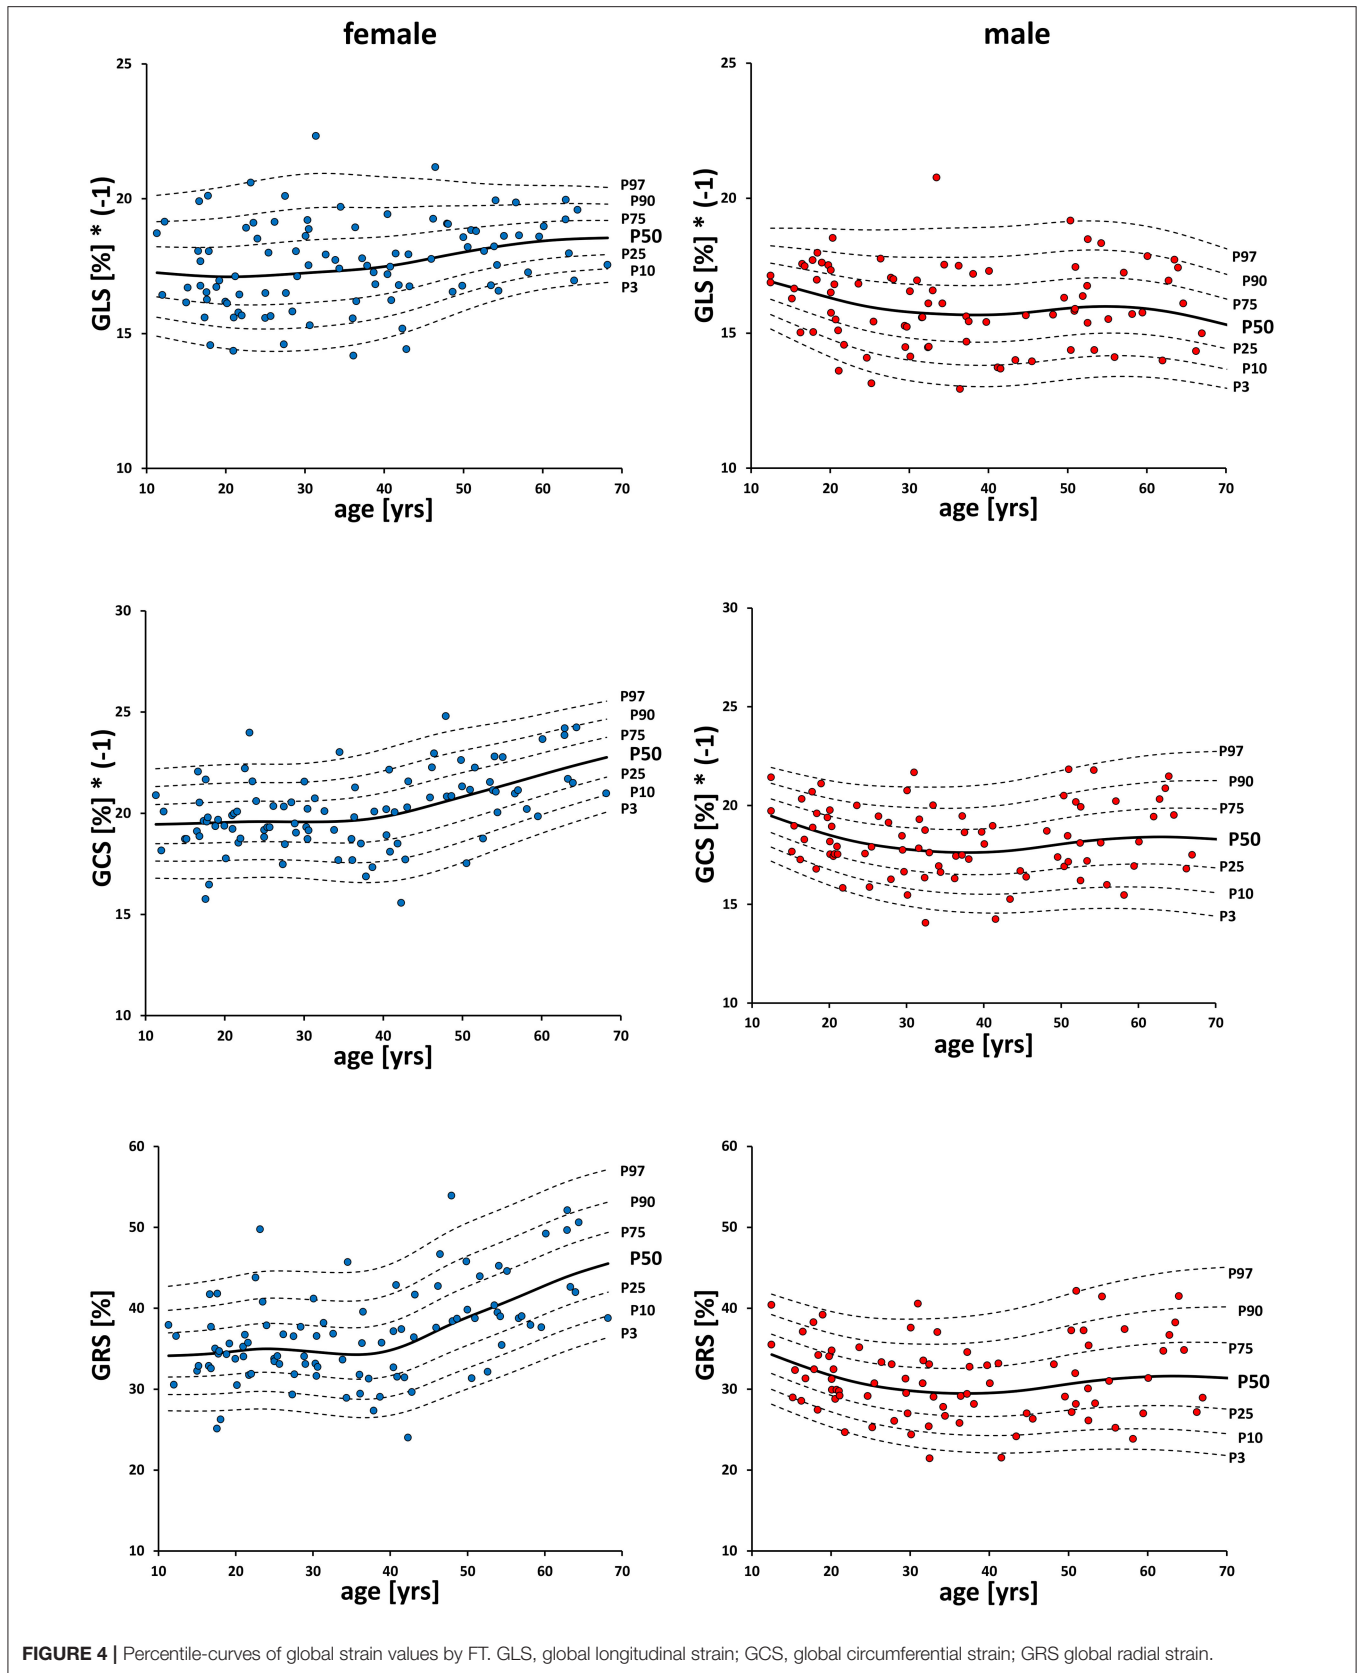 female male
25
20
15
10
GLS [%] * (-1)
P97
P90
P75
P50
P25
P10
P3
10 20 30 40 50 60 70
age [yrs]
25
20
15
10
GLS [%] * (-1)
P97
P90
P75
P50
P25
P10
P3
10 20 30 40 50 60 70
age [yrs]
30
25
20
15
10
GCS [%] * (-1)
P97
P90
P75
P50
P25
P10
P3
10 20 30 40 50 60 70
age [yrs]
30
25
20
15
10
GCS [%] * (-1)
P97
P90
P75
P50
P25
P10
P3
10 20 30 40 50 60 70
age [yrs]
60
50
40
30
20
10
GRS [%]
P97
P90
P75
P50
P25
P10
P3
10 20 30 40 50 60 70
age [yrs]
60
50
40
30
20
10
GRS [%]
P97
P90
P75
P50
P25
P10
P3
10 20 30 40 50 60 70
age [yrs]
FIGURE 4 | Percentile-curves of global strain values by FT. GLS, global longitudinal strain; GCS, global circumferential strain; GRS global radial strain.